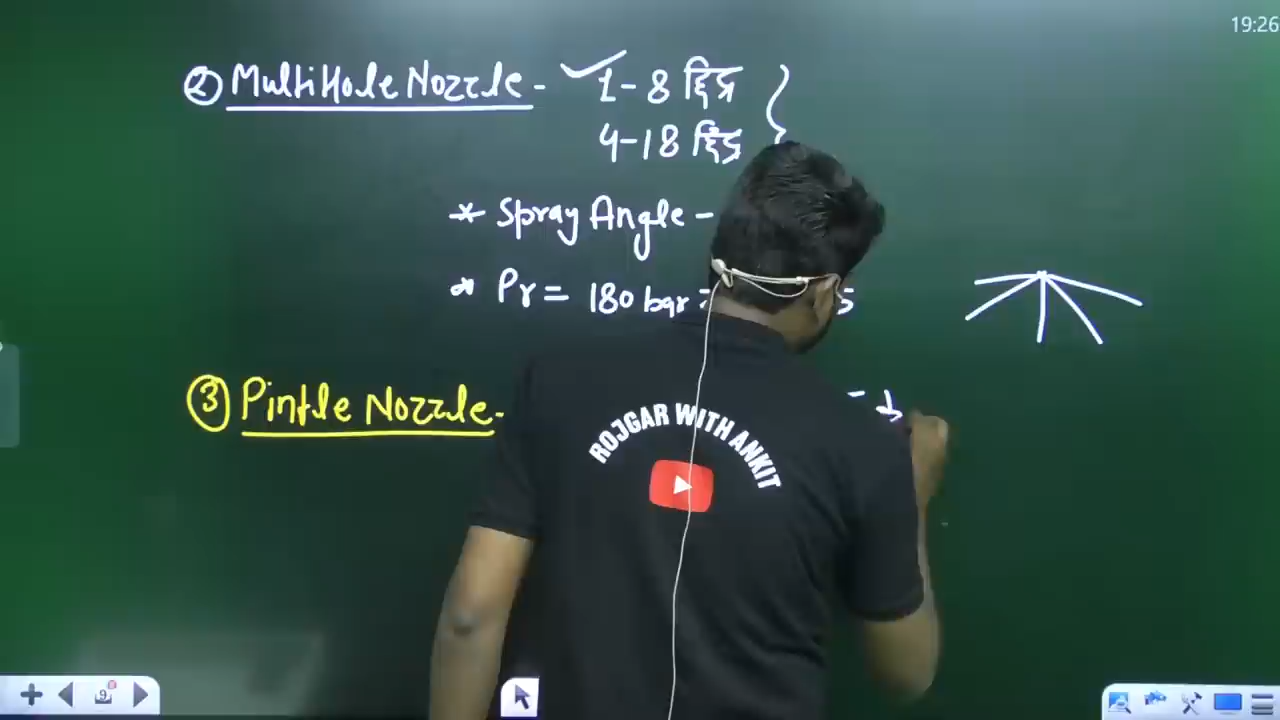 19:26
② MultiHole Nozzle - 1-8 छिद्र
4-18 छिद्र
* Spray Angle -
* Pr = 180 bar
③ Pintle Nozzle -
ROJGAR WITH ANKIT
9